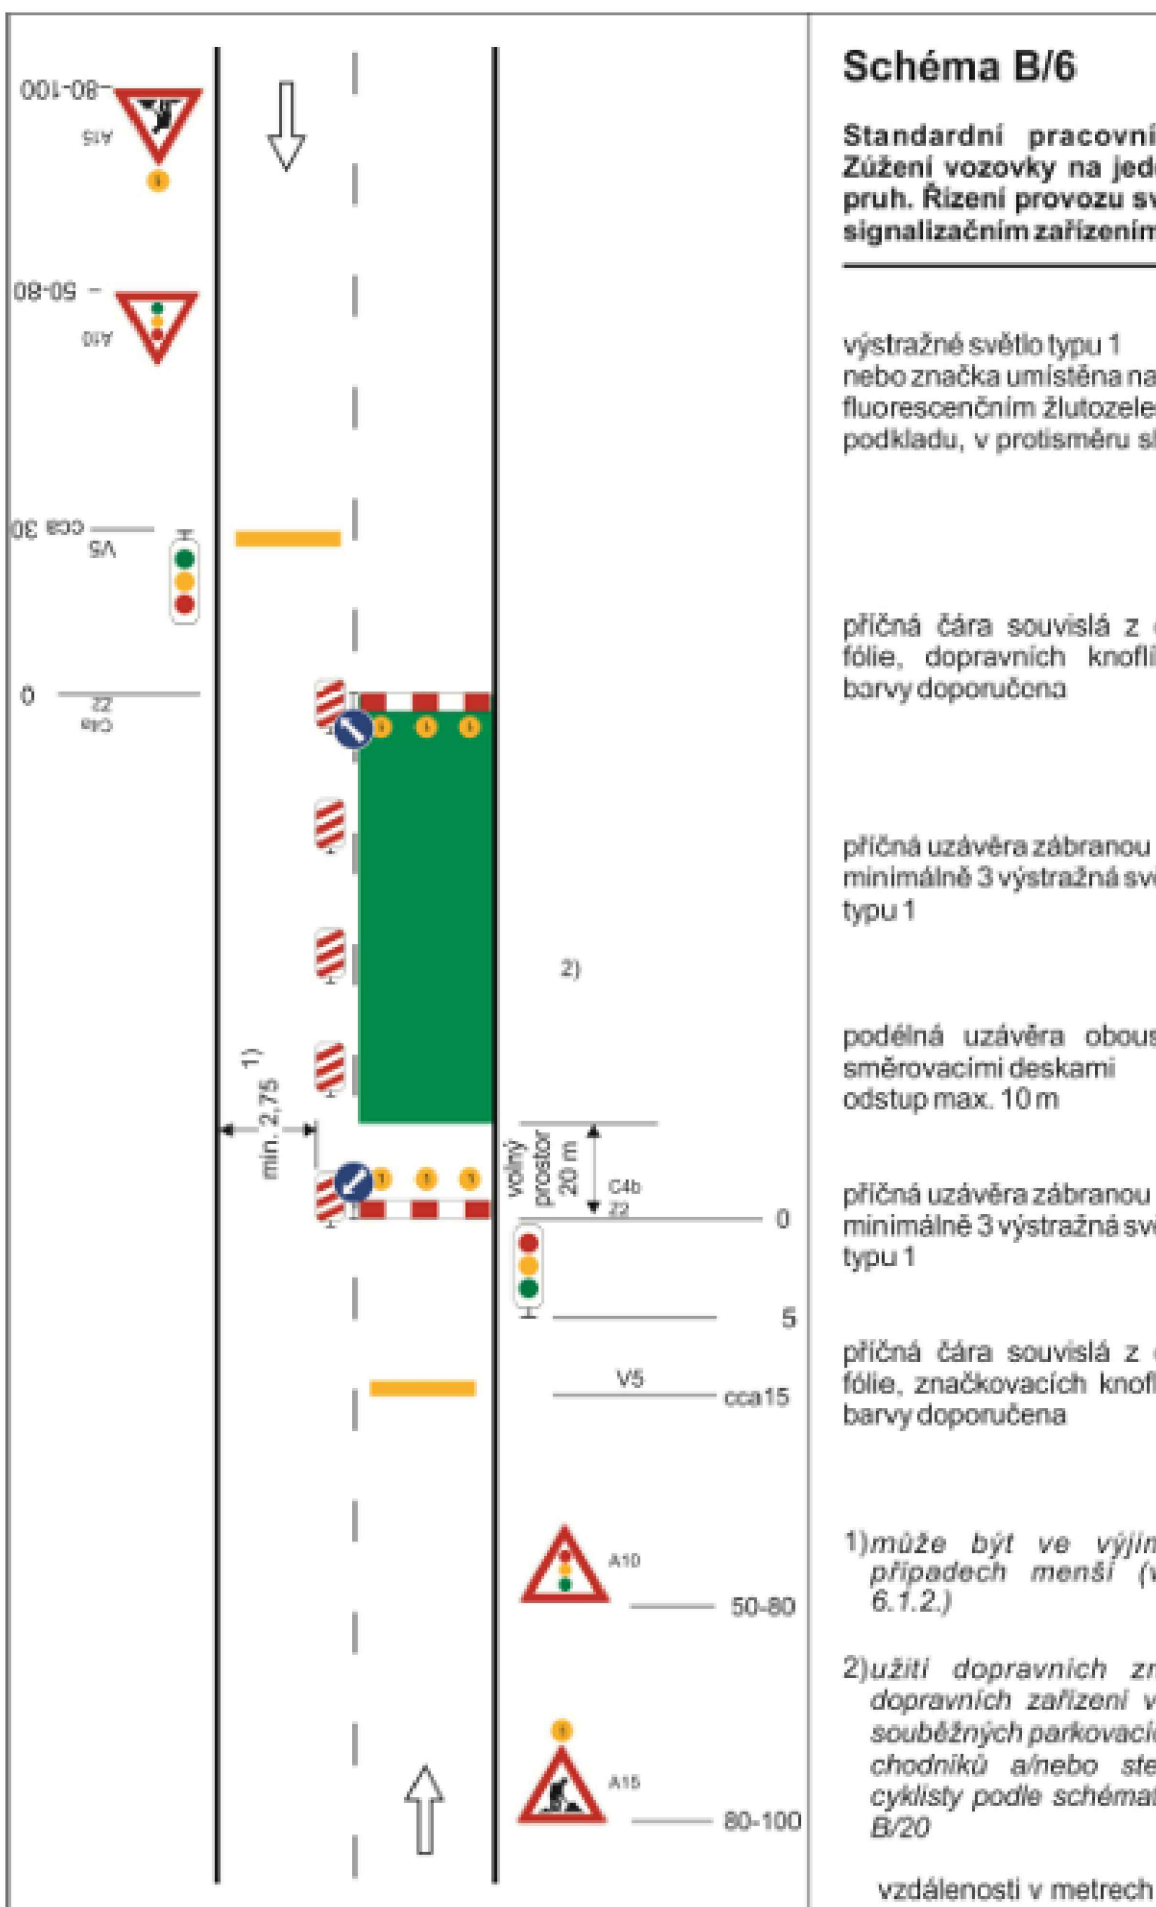 80-100
A15
50-80
A10
cca 30
V5
0
Z2
C4a
min. 2,75 1)
2)
volný
prostor
20 m
C4b
Z2
0
5
V5
cca15
A10
50-80
A15
80-100
Schéma B/6
Standardní pracovní
Zúžení vozovky na jed
pruh. Řízení provozu sv
signalizačním zařízením
výstražné světlo typu 1
nebo značka umístěna na
fluorescenčním žlutozele
podkladu, v protisměru sl
příčná čára souvislá z
fólie, dopravních knoflí
barvy doporučena
příčná uzávěra zábranou
minimálně 3 výstražná svě
typu 1
podélná uzávěra obous
směrovacími deskami
odstup max. 10 m
příčná uzávěra zábranou
minimálně 3 výstražná svě
typu 1
příčná čára souvislá z
fólie, značkovacích knofl
barvy doporučena
1)může být ve výjim
případech menší (v
6.1.2.)
2)užití dopravních zn
dopravních zařízení v
souběžných parkovacíc
chodníků a/nebo ste
cyklisty podle schémat
B/20
vzdálenosti v metrech